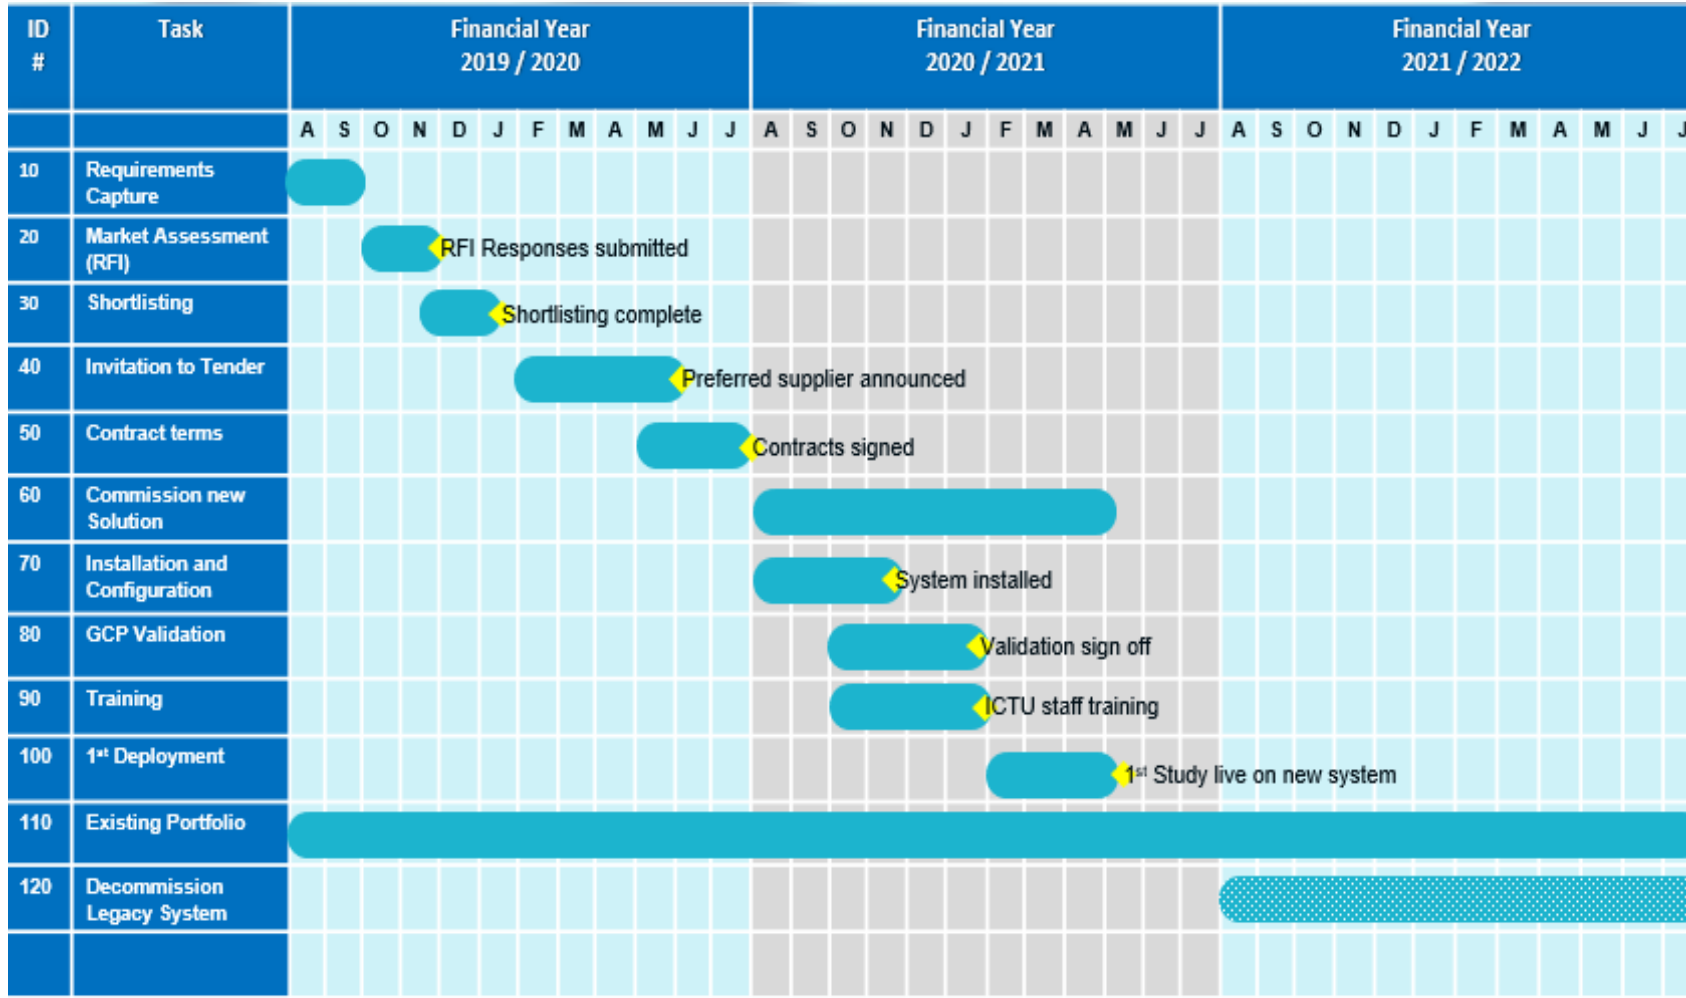 ID
#
Task
Financial Year
2019 / 2020
Financial Year
2020 / 2021
Financial Year
2021 / 2022
A S O N D J F M A M J J A S O N D J F M A M J J A S O N D J F M A M J J
10 Requirements
Capture
20 Market Assessment
(RFI)
RFI Responses submitted
30 Shortlisting
Shortlisting complete
40 Invitation to Tender
Preferred supplier announced
50 Contract terms
Contracts signed
60 Commission new
Solution
70 Installation and
Configuration
System installed
80 GCP Validation
Validation sign off
90 Training
ICTU staff training
100 1st Deployment
1st Study live on new system
110 Existing Portfolio
120 Decommission
Legacy System